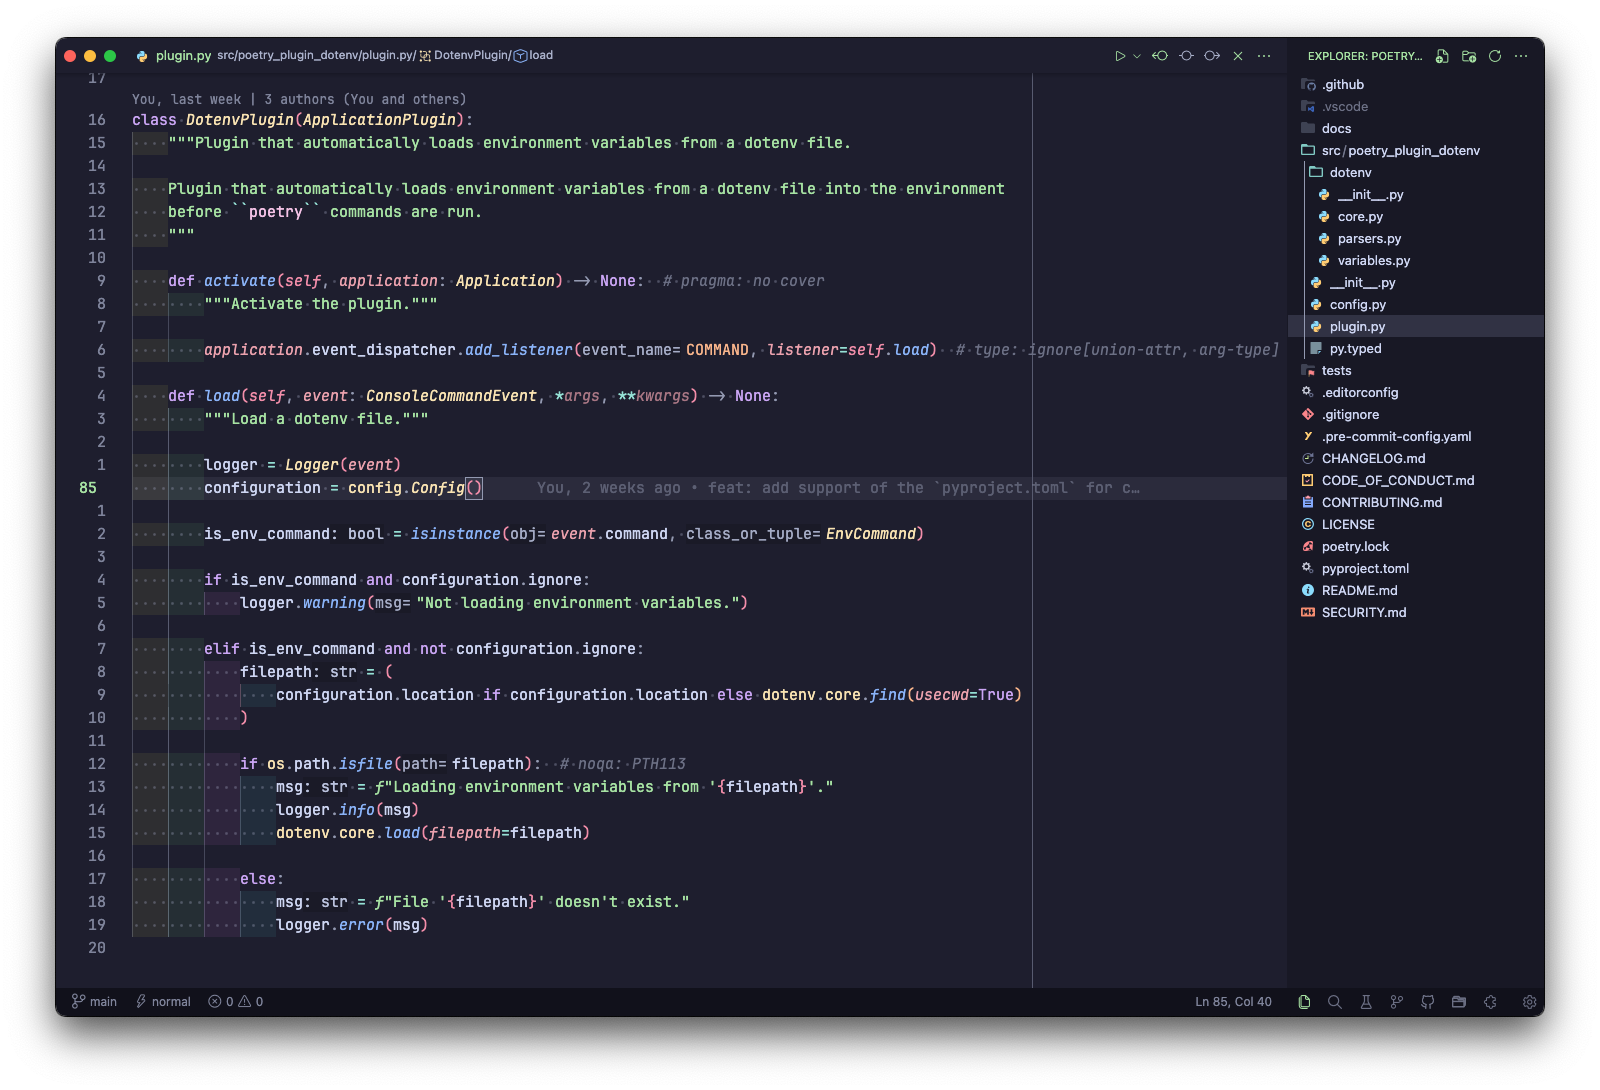 plugin.py src/poetry_plugin_dotenv/plugin.py/ DotenvPlugin/ load
17
You, last week | 3 authors (You and others)
16 class DotenvPlugin(ApplicationPlugin):
15 """Plugin that automatically loads environment variables from a dotenv file.
14
13 Plugin that automatically loads environment variables from a dotenv file into the environment
12 before ``poetry`` commands are run.
11 """
10
9 def activate(self, application: Application) -> None:  # pragma: no cover
8 """Activate the plugin."""
7
6 application.event_dispatcher.add_listener(event_name=COMMAND, listener=self.load)  # type: ignore[union-attr, arg-type]
5
4 def load(self, event: ConsoleCommandEvent, *args, **kwargs) -> None:
3 """Load a dotenv file."""
2
1 logger = Logger(event)
85 configuration = config.Config() You, 2 weeks ago • feat: add support of the `pyproject.toml` for c…
1
2 is_env_command: bool = isinstance(obj=event.command, class_or_tuple=EnvCommand)
3
4 if is_env_command and configuration.ignore:
5 logger.warning(msg="Not loading environment variables.")
6
7 elif is_env_command and not configuration.ignore:
8 filepath: str = (
9 configuration.location if configuration.location else dotenv.core.find(usecwd=True)
10 )
11
12 if os.path.isfile(path=filepath):  # noqa: PTH113
13 msg: str = f"Loading environment variables from '{filepath}'."
14 logger.info(msg)
15 dotenv.core.load(filepath=filepath)
16
17 else:
18 msg: str = f"File '{filepath}' doesn't exist."
19 logger.error(msg)
20
main normal 0 0 Ln 85, Col 40
EXPLORER: POETRY...
.github
.vscode
docs
src/poetry_plugin_dotenv
dotenv
__init__.py
core.py
parsers.py
variables.py
__init__.py
config.py
plugin.py
py.typed
tests
.editorconfig
.gitignore
.pre-commit-config.yaml
CHANGELOG.md
CODE_OF_CONDUCT.md
CONTRIBUTING.md
LICENSE
poetry.lock
pyproject.toml
README.md
SECURITY.md